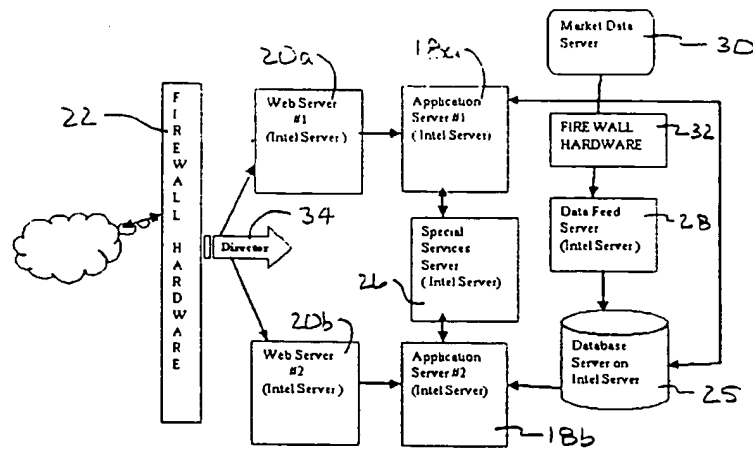 Market Data
Server
30
20a
18a
22
FIREWALL HARDWARE
Web Server
#1
(Intel Server)
Application
Server #1
(Intel Server)
FIRE WALL
HARDWARE
232
34
Director
Special
Services
Server
(Intel Server)
26
Data Feed
Server
(Intel Server)
28
20b
Web Server
#2
(Intel Server)
Application
Server #2
(Intel Server)
Database
Server on
Intel Server
25
18b